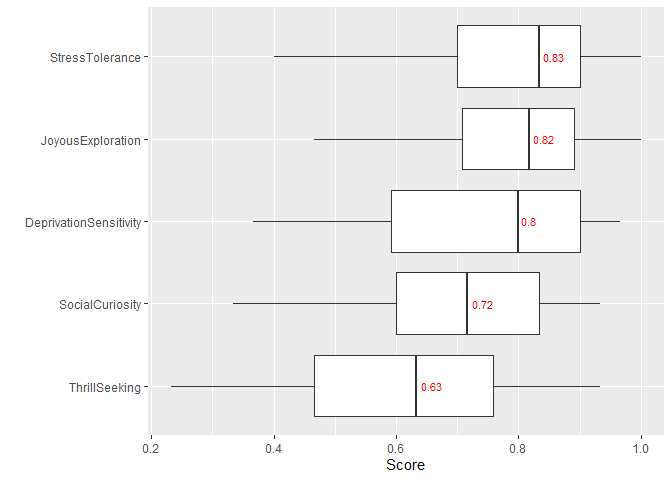 StressTolerance 0.83
JoyousExploration 0.82
DeprivationSensitivity 0.8
SocialCuriosity 0.72
ThrillSeeking 0.63
0.2 0.4 0.6 0.8 1.0
Score